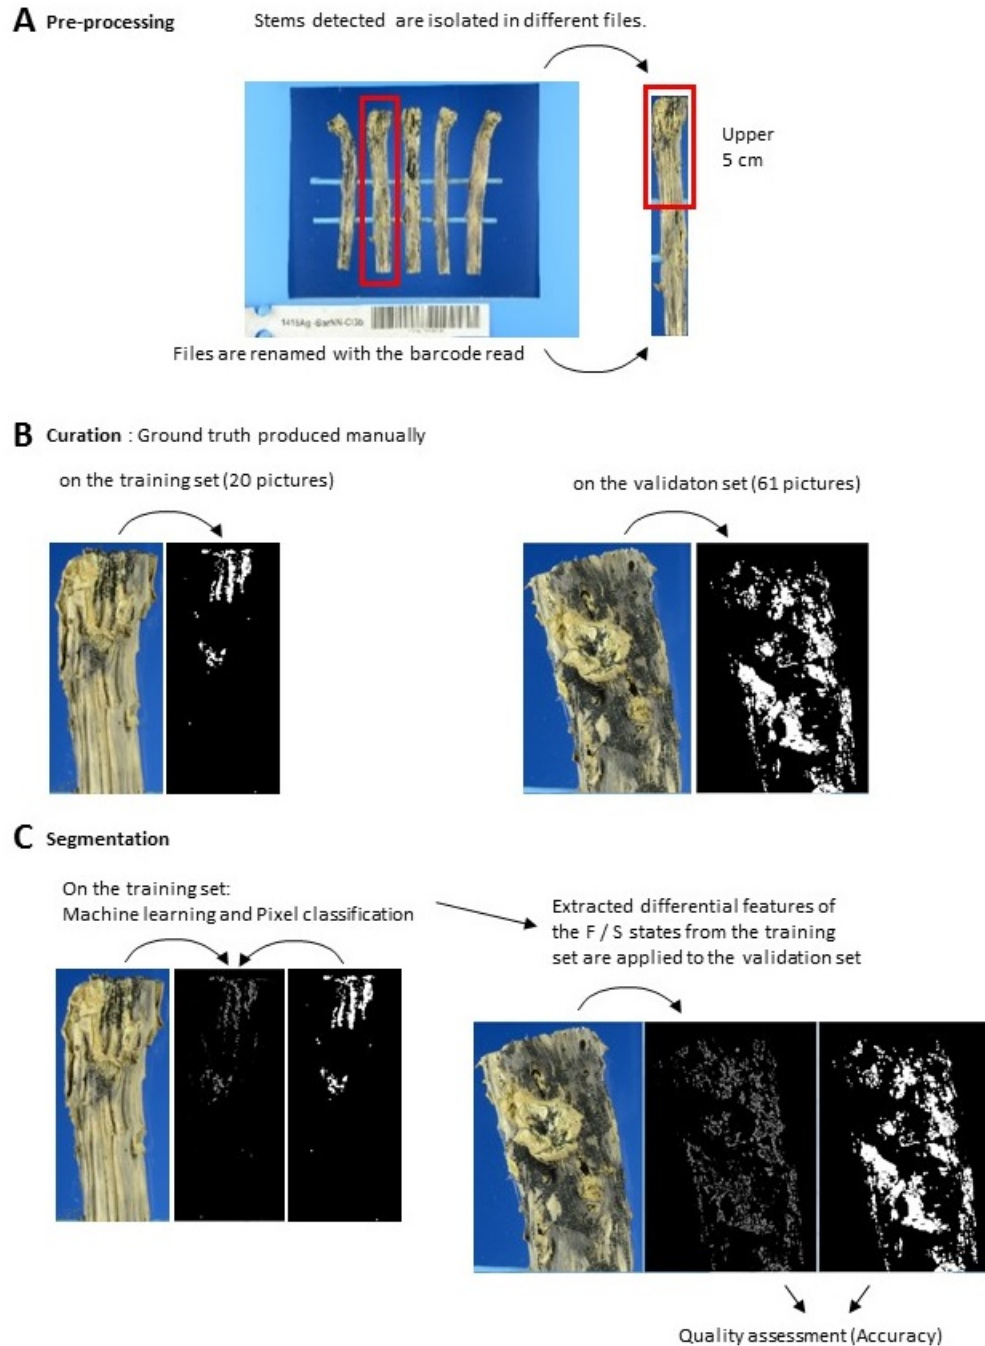 A Pre-processing
Stems detected are isolated in different files.
Upper
5 cm
Files are renamed with the barcode read
B Curation : Ground truth produced manually
on the training set (20 pictures)
on the validaton set (61 pictures)
C Segmentation
On the training set:
Machine learning and Pixel classification
Extracted differential features of
the F / S states from the training
set are applied to the validation set
Quality assessment (Accuracy)